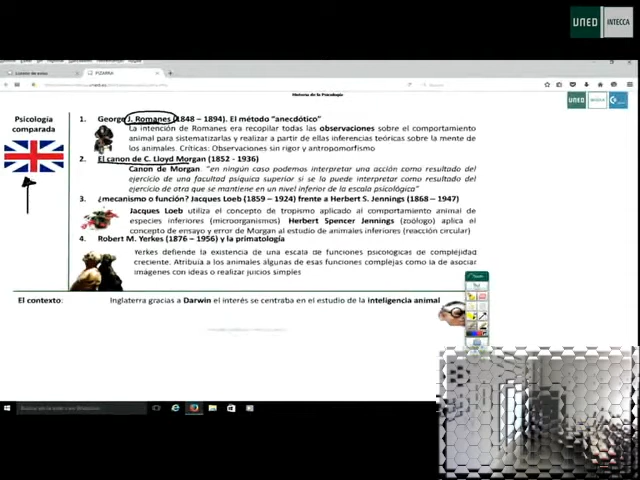 UNED INTECCA
PIZARRA
Historia de la Psicología
UNED INTECCA
Psicología
comparada
1. George J. Romanes (1848 – 1894). El método “anecdótico”
La intención de Romanes era recopilar todas las observaciones sobre el comportamiento
animal para sistematizarlas y realizar a partir de ellas inferencias teóricas sobre la mente de
los animales. Críticas: Observaciones sin rigor y antropomorfismo
2. El canon de C. Lloyd Morgan (1852 - 1936)
Canon de Morgan. “en ningún caso podemos interpretar una acción como resultado del
ejercicio de una facultad psíquica superior si se lo puede interpretar como resultado del
ejercicio de otra que se mantiene en un nivel inferior de la escala psicológica”
3. ¿mecanismo o función? Jacques Loeb (1859 – 1924) frente a Herbert S. Jennings (1868 – 1947)
Jacques Loeb utiliza el concepto de tropismo aplicado al comportamiento animal de
especies inferiores (microorganismos) Herbert Spencer Jennings (zoólogo) aplica el
concepto de ensayo y error de Morgan al estudio de animales inferiores (reacción circular)
4. Robert M. Yerkes (1876 – 1956) y la primatología
Yerkes defiende la existencia de una escala de funciones psicológicas de complejidad
creciente. Atribuía a los animales algunas de esas funciones complejas como la de asociar
imágenes con ideas o realizar juicios simples
El contexto: Inglaterra gracias a Darwin el interés se centraba en el estudio de la inteligencia animal